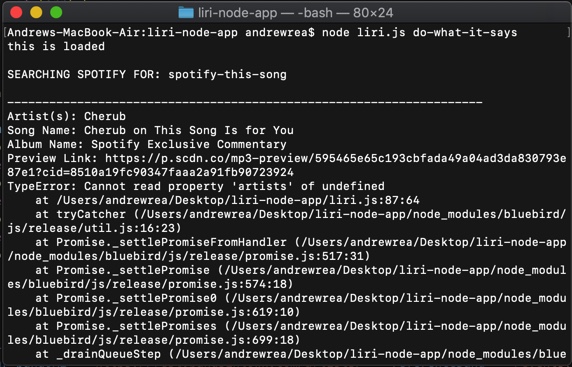 liri-node-app — -bash — 80×24
[Andrews-MacBook-Air:liri-node-app andrewrea$ node liri.js do-what-it-says ]
this is loaded
SEARCHING SPOTIFY FOR: spotify-this-song
--------------------------------------------------------------------
Artist(s): Cherub
Song Name: Cherub on This Song Is for You
Album Name: Spotify Exclusive Commentary
Preview Link: https://p.scdn.co/mp3-preview/595465e65c193cbfada49a04ad3da830793e
87e1?cid=8510a19fc90347faaa2a91fb90723924
TypeError: Cannot read property 'artists' of undefined
    at /Users/andrewrea/Desktop/liri-node-app/liri.js:87:64
    at tryCatcher (/Users/andrewrea/Desktop/liri-node-app/node_modules/bluebird/
js/release/util.js:16:23)
    at Promise._settlePromiseFromHandler (/Users/andrewrea/Desktop/liri-node-app
/node_modules/bluebird/js/release/promise.js:517:31)
    at Promise._settlePromise (/Users/andrewrea/Desktop/liri-node-app/node_modul
es/bluebird/js/release/promise.js:574:18)
    at Promise._settlePromise0 (/Users/andrewrea/Desktop/liri-node-app/node_modu
les/bluebird/js/release/promise.js:619:10)
    at Promise._settlePromises (/Users/andrewrea/Desktop/liri-node-app/node_modu
les/bluebird/js/release/promise.js:699:18)
    at _drainQueueStep (/Users/andrewrea/Desktop/liri-node-app/node_modules/blue